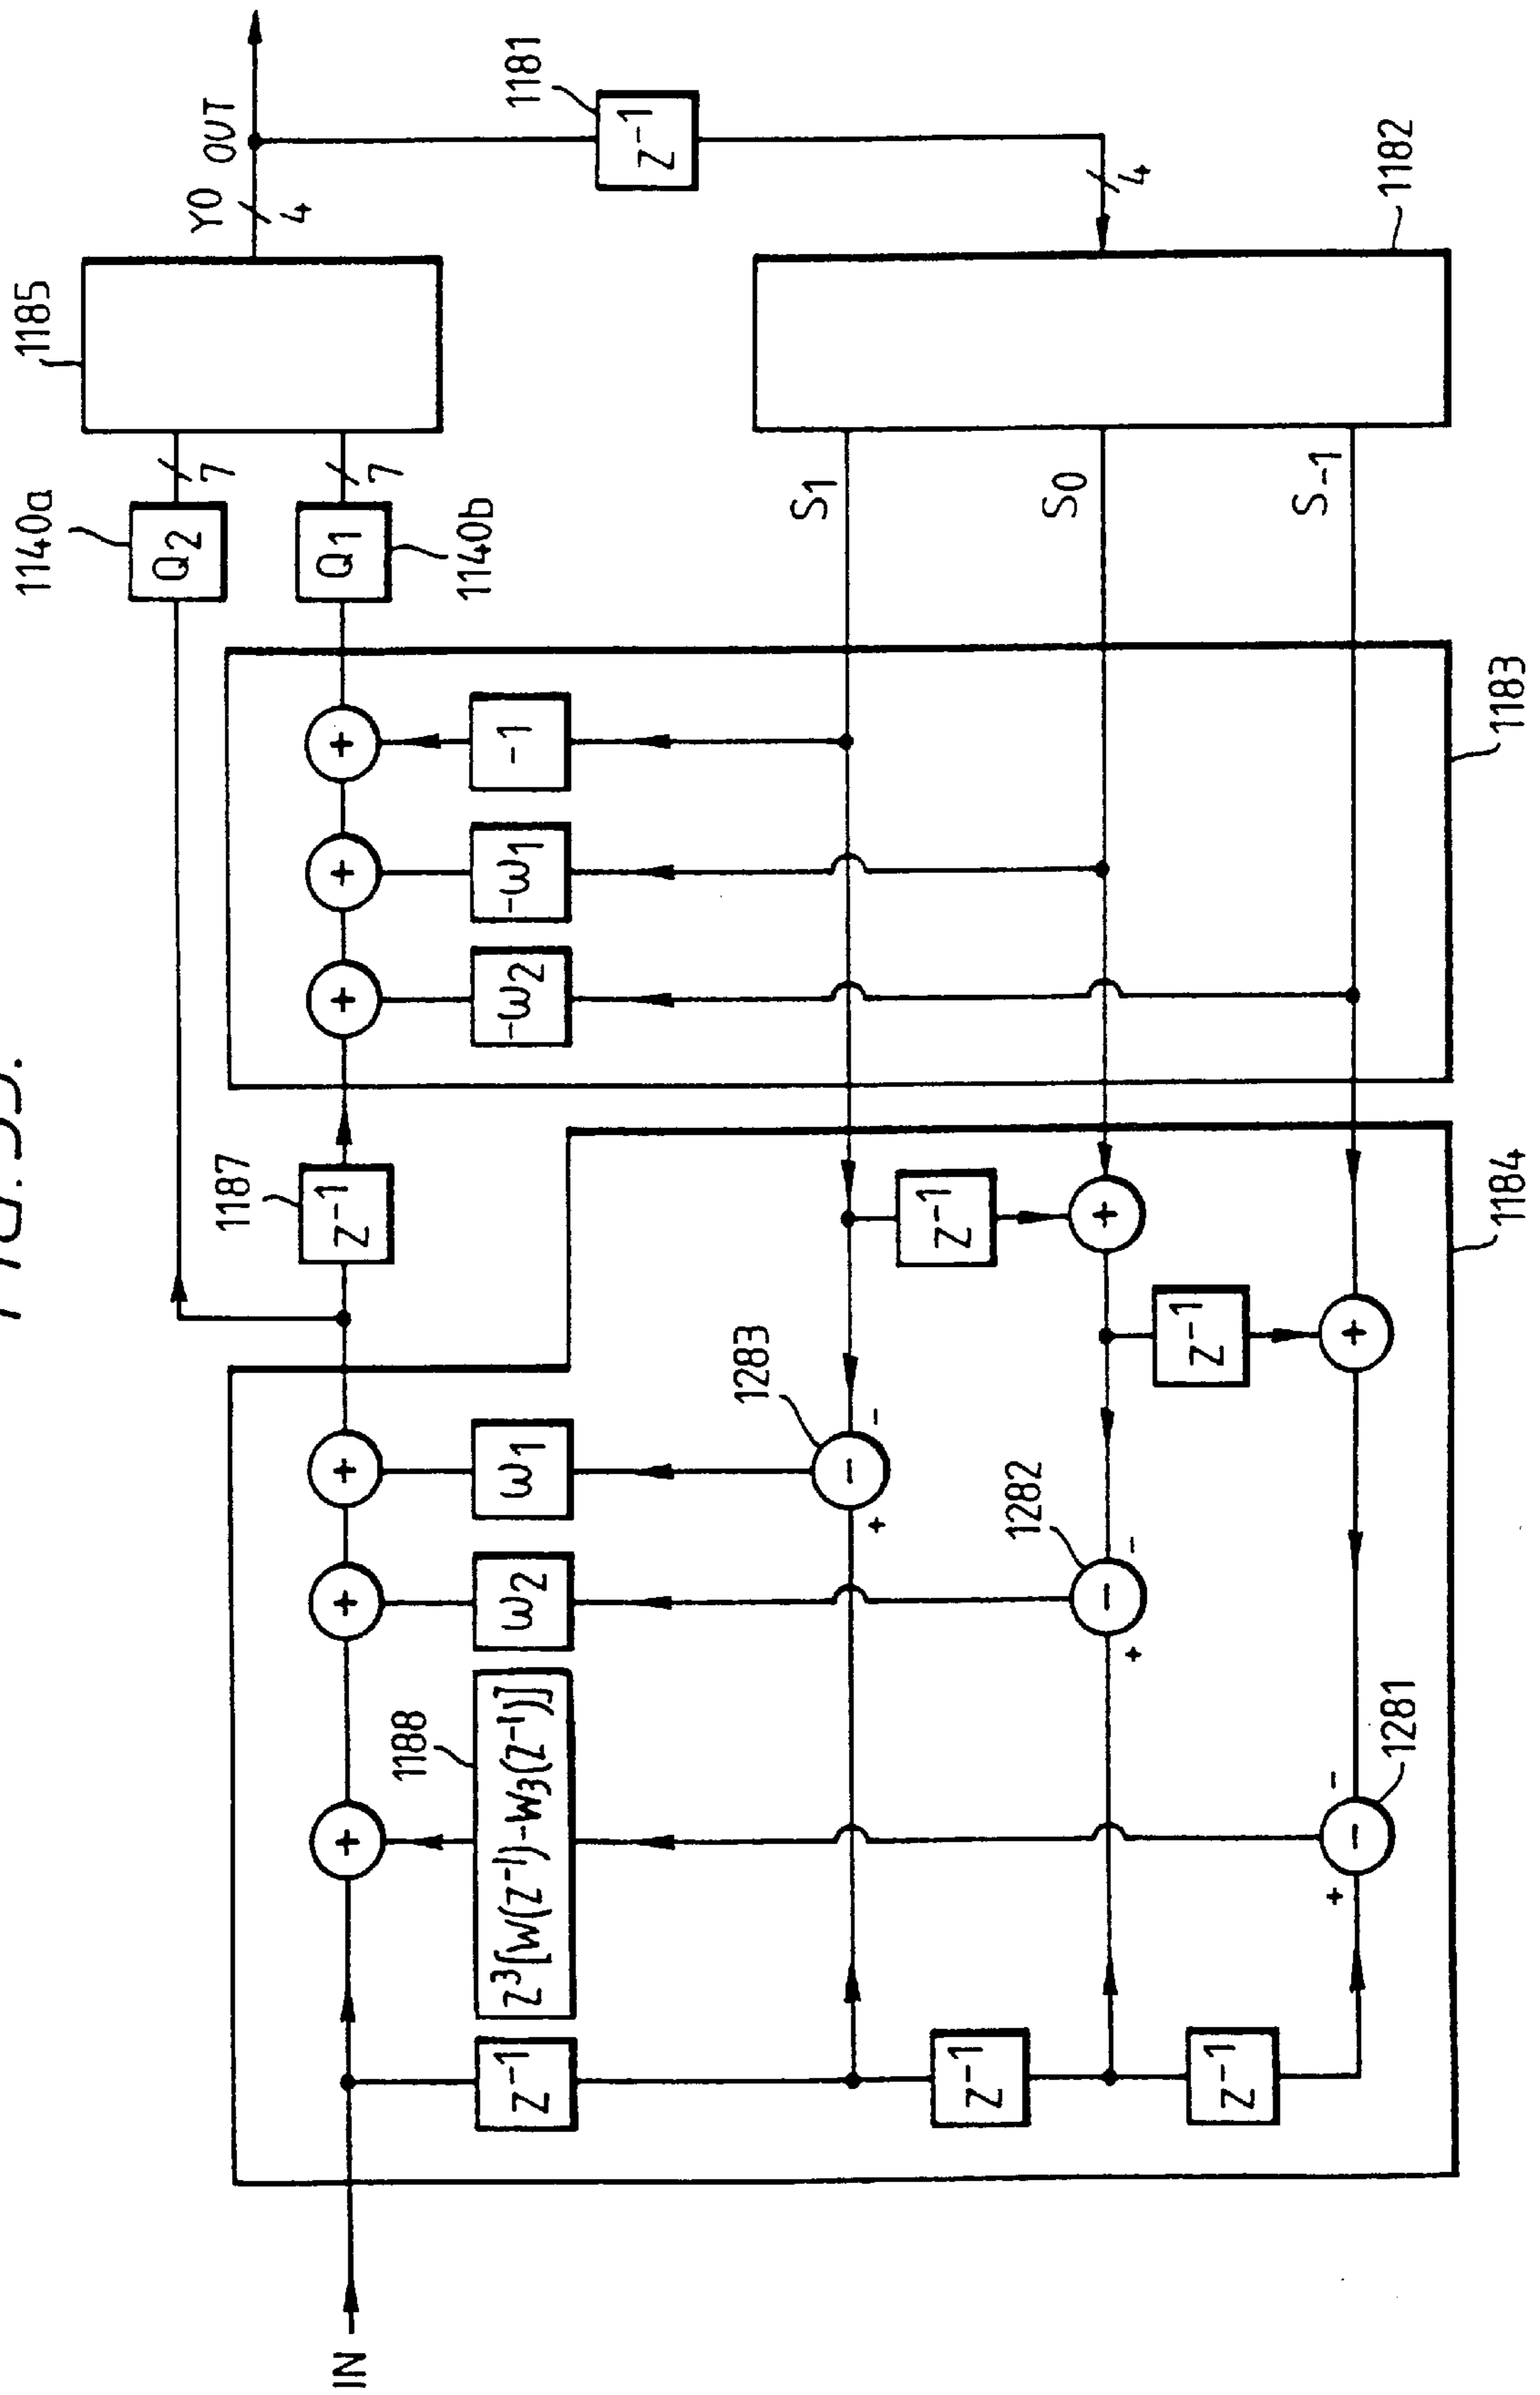 1140a
1185
Q2
7
1187
Z⁻¹
Q1
7
1140b
Y0
OUT
4
IN
+
+
+
+
+
+
1188
Z⁻¹
Z³[W(Z⁻¹)-W3(Z⁻¹)]
ω2
ω1
-ω2
-ω1
-1
1181
Z⁻¹
1283
+
-
-
S1
Z⁻¹
Z⁻¹
1282
+
-
-
+
S0
4
Z⁻¹
Z⁻¹
+
-
-
+
S-1
1281
1184
1183
1182